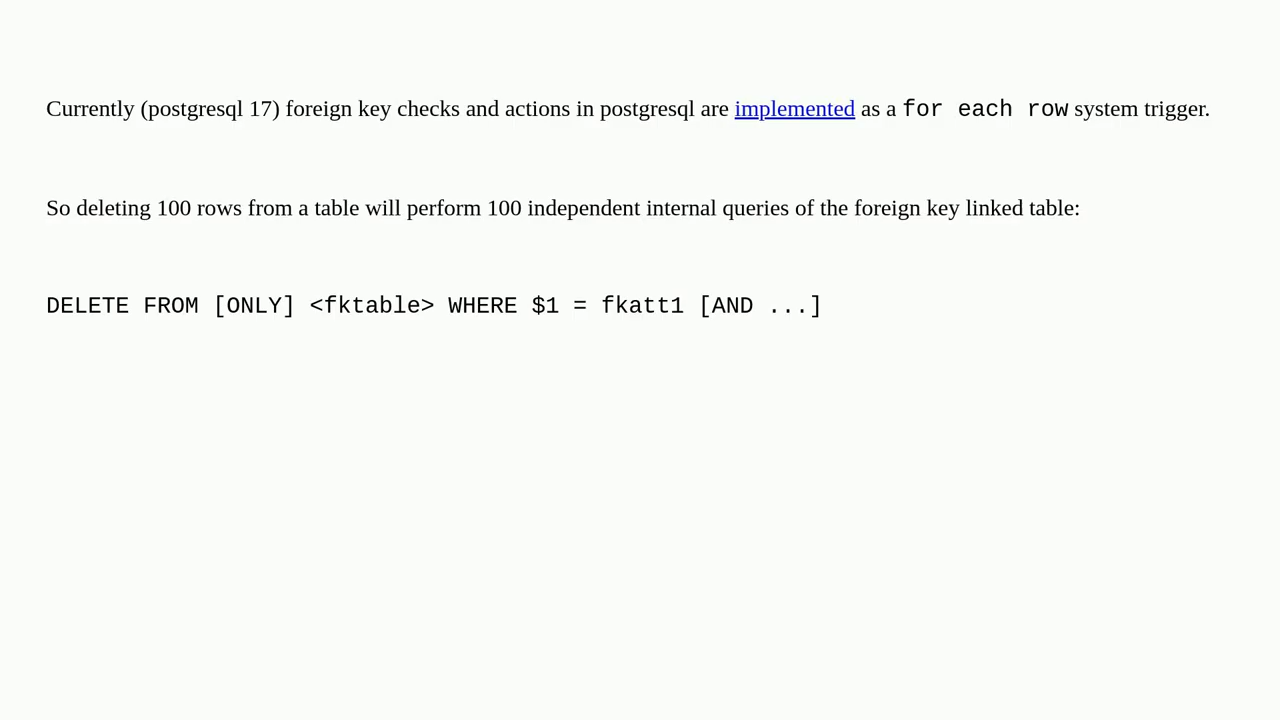 Currently (postgresql 17) foreign key checks and actions in postgresql are implemented as a for each row system trigger.
So deleting 100 rows from a table will perform 100 independent internal queries of the foreign key linked table:
DELETE FROM [ONLY] <fktable> WHERE $1 = fkatt1 [AND ...]